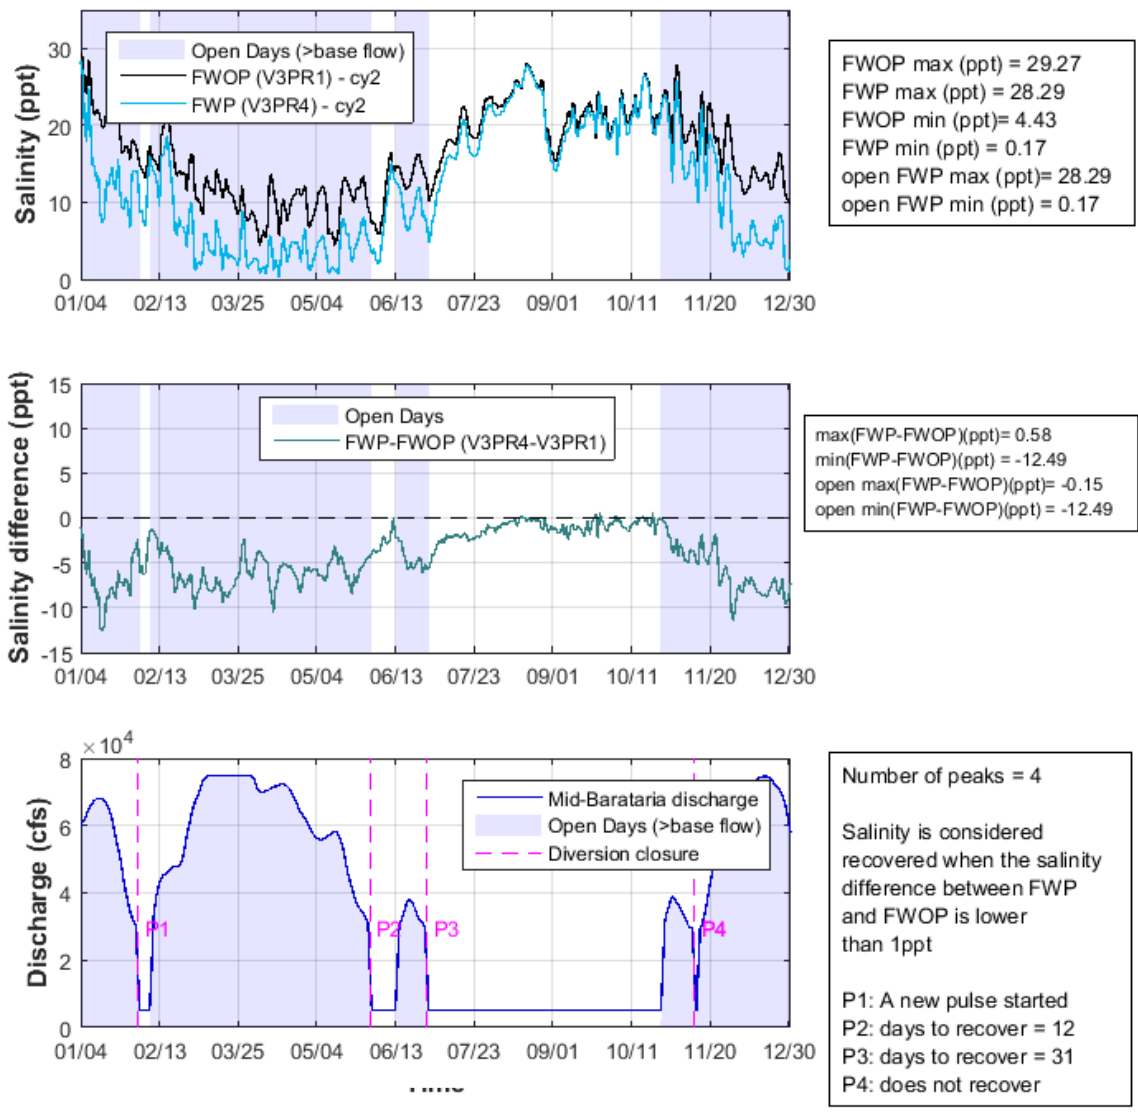 Salinity (ppt)
30
20
10
0
Open Days (>base flow)
FWOP (V3PR1) - cy2
FWP (V3PR4) - cy2
01/04 02/13 03/25 05/04 06/13 07/23 09/01 10/11 11/20 12/30
FWOP max (ppt) = 29.27
FWP max (ppt) = 28.29
FWOP min (ppt)= 4.43
FWP min (ppt) = 0.17
open FWP max (ppt)= 28.29
open FWP min (ppt) = 0.17
Salinity difference (ppt)
15
10
5
0
-5
-10
-15
Open Days
FWP-FWOP (V3PR4-V3PR1)
01/04 02/13 03/25 05/04 06/13 07/23 09/01 10/11 11/20 12/30
max(FWP-FWOP)(ppt)= 0.58
min(FWP-FWOP)(ppt) = -12.49
open max(FWP-FWOP)(ppt)= -0.15
open min(FWP-FWOP)(ppt) = -12.49
Discharge (cfs)
×10⁴
8
6
4
2
0
Mid-Barataria discharge
Open Days (>base flow)
Diversion closure
P1 P2 P3 P4
01/04 02/13 03/25 05/04 06/13 07/23 09/01 10/11 11/20 12/30
Time
Number of peaks = 4
Salinity is considered
recovered when the salinity
difference between FWP
and FWOP is lower
than 1ppt
P1: A new pulse started
P2: days to recover = 12
P3: days to recover = 31
P4: does not recover